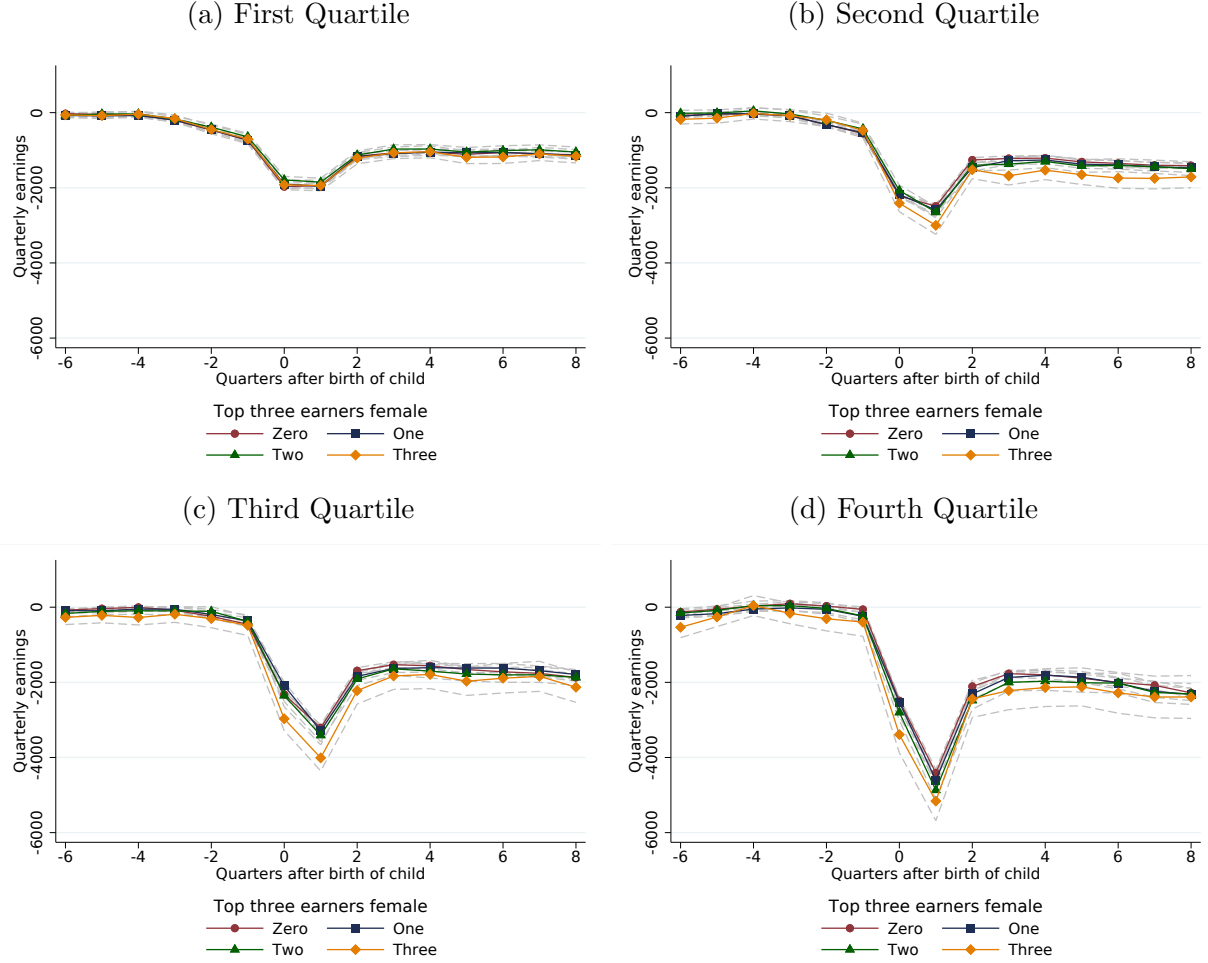 (a) First Quartile
Quarterly earnings
0
-2000
-4000
-6000
-6 -4 -2 0 2 4 6 8
Quarters after birth of child
Top three earners female
Zero One
Two Three
(b) Second Quartile
Quarterly earnings
0
-2000
-4000
-6000
-6 -4 -2 0 2 4 6 8
Quarters after birth of child
Top three earners female
Zero One
Two Three
(c) Third Quartile
Quarterly earnings
0
-2000
-4000
-6000
-6 -4 -2 0 2 4 6 8
Quarters after birth of child
Top three earners female
Zero One
Two Three
(d) Fourth Quartile
Quarterly earnings
0
-2000
-4000
-6000
-6 -4 -2 0 2 4 6 8
Quarters after birth of child
Top three earners female
Zero One
Two Three